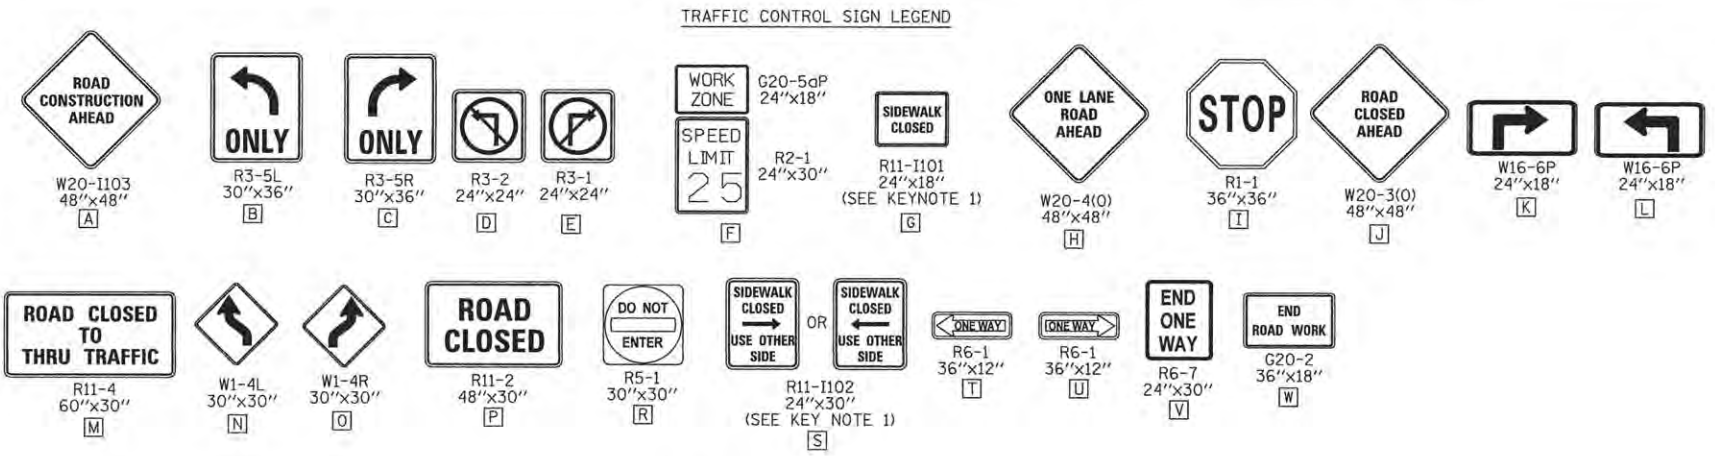 TRAFFIC CONTROL SIGN LEGEND
ROAD
CONSTRUCTION
AHEAD
W20-I103
48"x48"
A
ONLY
R3-5L
30"x36"
B
ONLY
R3-5R
30"x36"
C
R3-2
24"x24"
D
R3-1
24"x24"
E
WORK
ZONE
G20-5aP
24"x18"
SPEED
LIMIT
25
R2-1
24"x30"
F
SIDEWALK
CLOSED
R11-I101
24"x18"
(SEE KEYNOTE 1)
G
ONE LANE
ROAD
AHEAD
W20-4(O)
48"x48"
H
STOP
R1-1
36"x36"
I
ROAD
CLOSED
AHEAD
W20-3(O)
48"x48"
J
W16-6P
24"x18"
K
W16-6P
24"x18"
L
ROAD CLOSED
TO
THRU TRAFFIC
R11-4
60"x30"
M
W1-4L
30"x30"
N
W1-4R
30"x30"
O
ROAD
CLOSED
R11-2
48"x30"
P
DO NOT
ENTER
R5-1
30"x30"
R
SIDEWALK
CLOSED
USE OTHER
SIDE
OR
SIDEWALK
CLOSED
USE OTHER
SIDE
R11-I102
24"x30"
(SEE KEY NOTE 1)
S
ONE WAY
R6-1
36"x12"
T
ONE WAY
R6-1
36"x12"
U
END
ONE
WAY
R6-7
24"x30"
V
END
ROAD WORK
G20-2
36"x18"
W